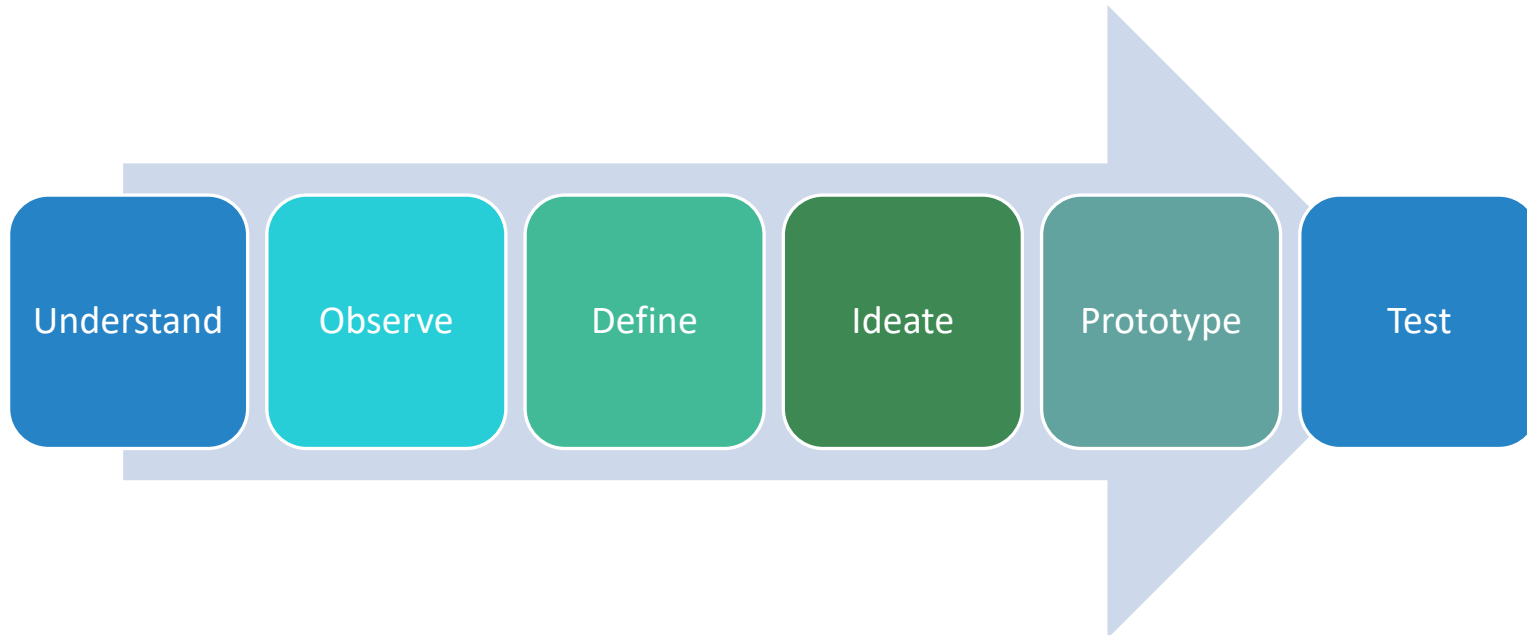 Understand
Observe
Define
Ideate
Prototype
Test